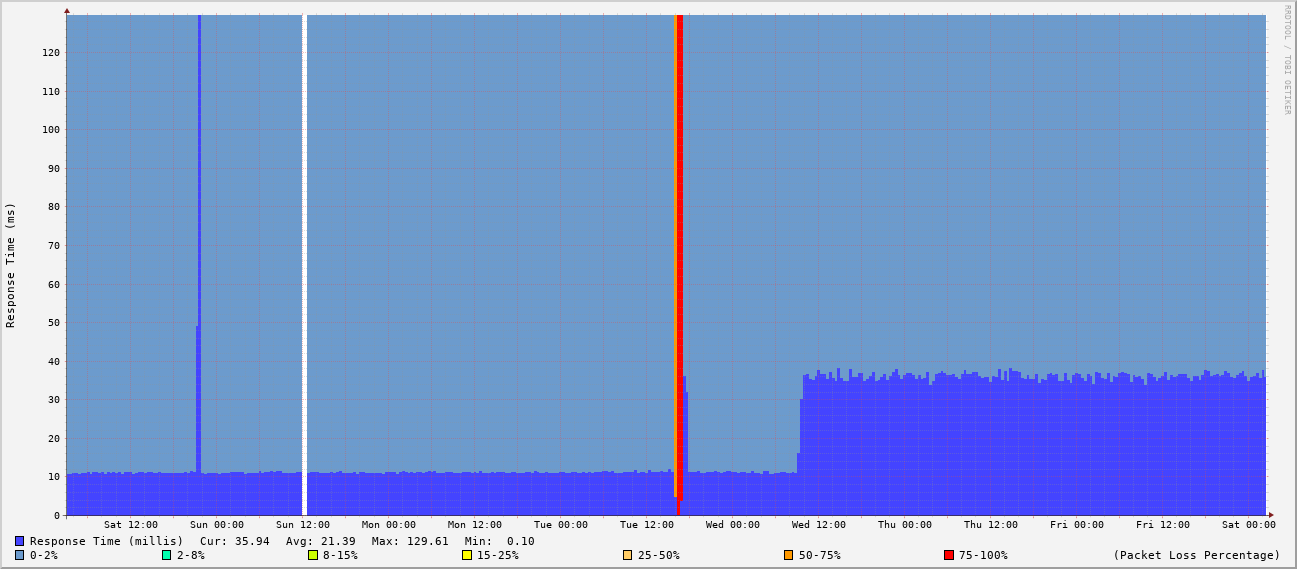 RRDTOOL / TOBI OETIKER
Response Time (ms)
120
110
100
90
80
70
60
50
40
30
20
10
0
Sat 12:00 Sun 00:00 Sun 12:00 Mon 00:00 Mon 12:00 Tue 00:00 Tue 12:00 Wed 00:00 Wed 12:00 Thu 00:00 Thu 12:00 Fri 00:00 Fri 12:00 Sat 00:00
Response Time (millis) Cur: 35.94 Avg: 21.39 Max: 129.61 Min: 0.10
0-2% 2-8% 8-15% 15-25% 25-50% 50-75% 75-100% (Packet Loss Percentage)